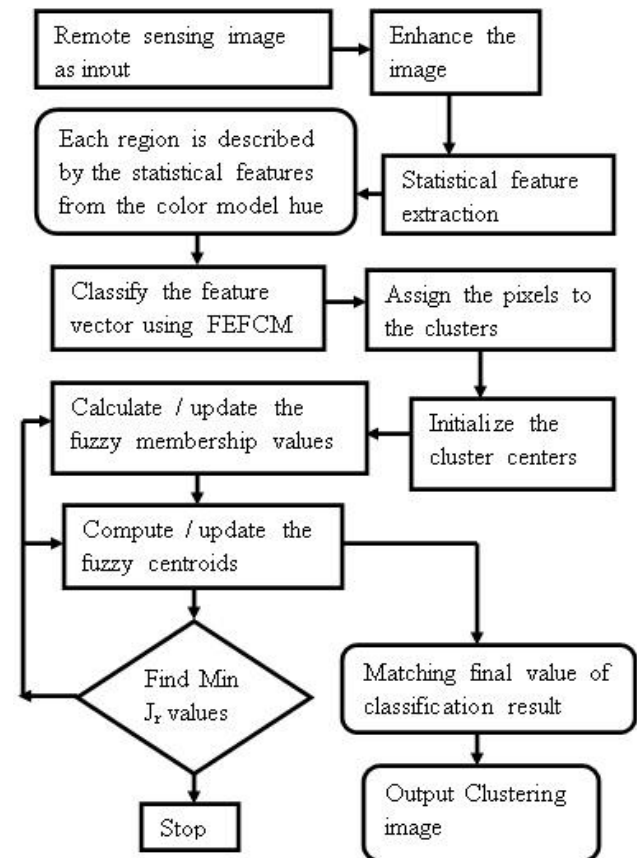 Remote sensing image
as input
Enhance the
image
Each region is described
by the statistical features
from the color model hue
Statistical feature
extraction
Classify the feature
vector using FEFCM
Assign the pixels to
the clusters
Calculate / update the
fuzzy membership values
Initialize the
cluster centers
Compute / update the
fuzzy centroids
Find Min
Jr values
Matching final value of
classification result
Stop
Output Clustering
image